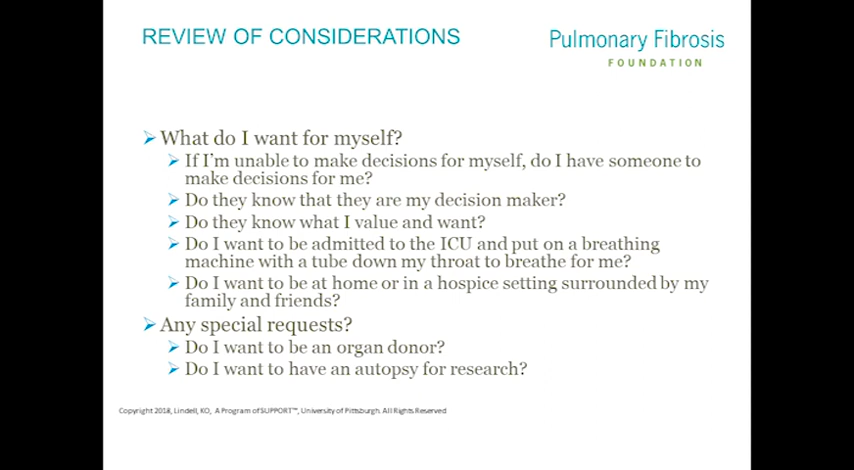 REVIEW OF CONSIDERATIONS
Pulmonary Fibrosis
FOUNDATION
➢ What do I want for myself?
➢ If I'm unable to make decisions for myself, do I have someone to
make decisions for me?
➢ Do they know that they are my decision maker?
➢ Do they know what I value and want?
➢ Do I want to be admitted to the ICU and put on a breathing
machine with a tube down my throat to breathe for me?
➢ Do I want to be at home or in a hospice setting surrounded by my
family and friends?
➢ Any special requests?
➢ Do I want to be an organ donor?
➢ Do I want to have an autopsy for research?
Copyright 2018, Lindell, KO, A Program of SUPPORT™, University of Pittsburgh. All Rights Reserved